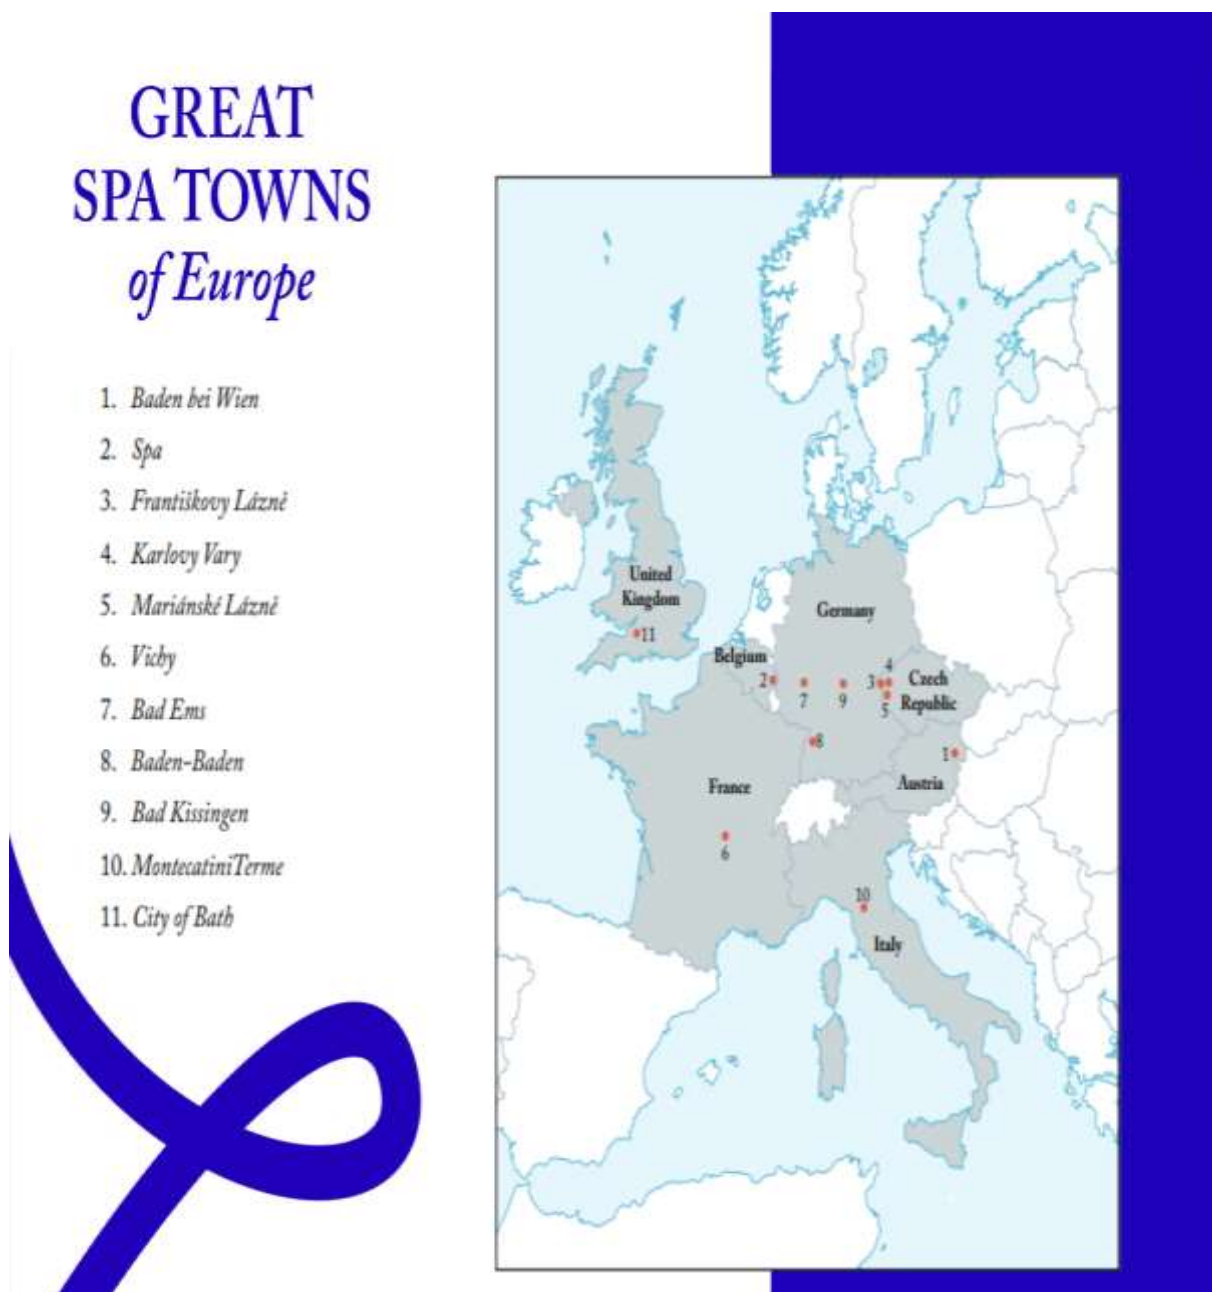 GREAT
SPA TOWNS
of Europe
1. Baden bei Wien
2. Spa
3. Františkovy Lázně
4. Karlovy Vary
5. Mariánské Lázně
6. Vichy
7. Bad Ems
8. Baden-Baden
9. Bad Kissingen
10. MontecatiniTerme
11. City of Bath
United
Kingdom
11
Germany
Belgium
2
7
9
3
4
5
Czech
Republic
8
1
Austria
France
6
10
Italy